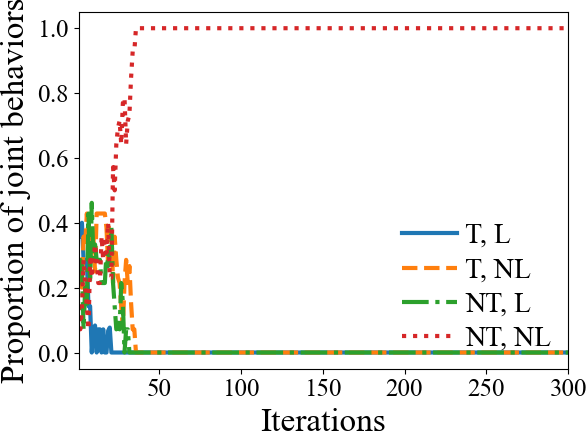 Proportion of joint behaviors
1.0
0.8
0.6
0.4
0.2
0.0
T, L
T, NL
NT, L
NT, NL
50 100 150 200 250 300
Iterations